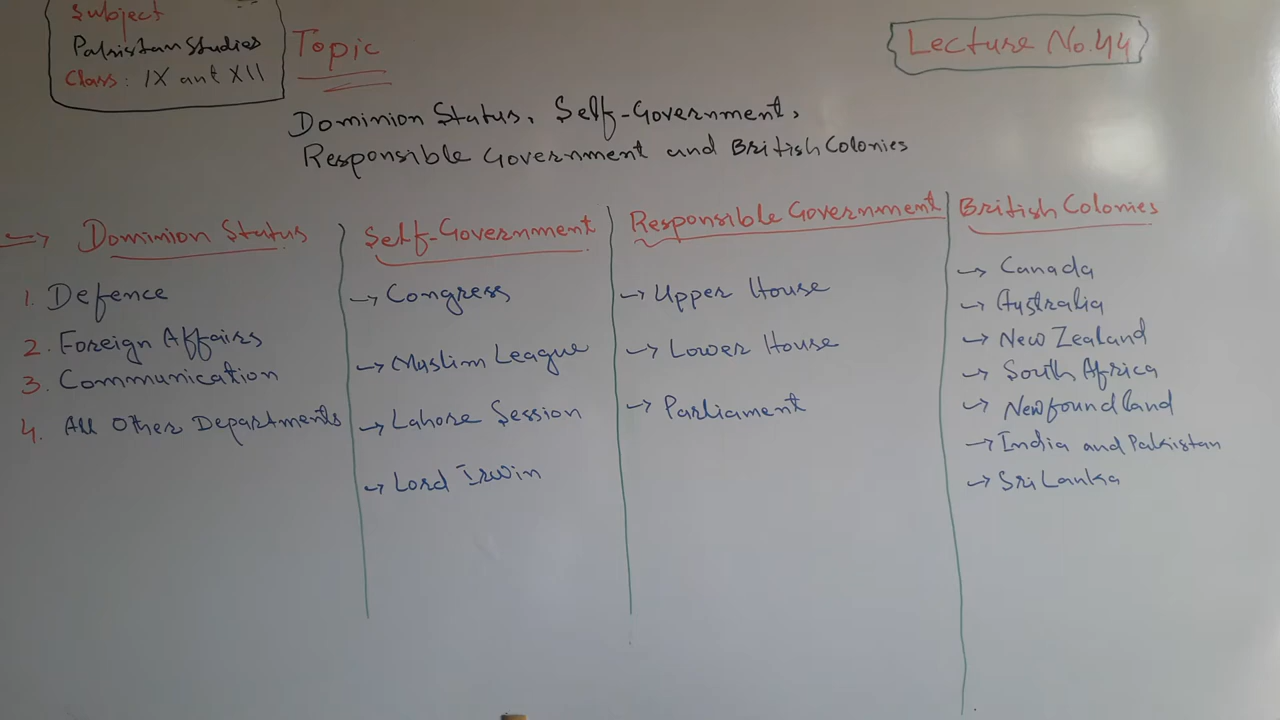 Subject
Pakistan Studies
Class: IX ant XII
Topic
Lecture No.44
Dominion Status, Self-Government,
Responsible Government and British Colonies
Dominion Status
1. Defence
2. Foreign Affairs
3. Communication
4. All Other Departments
Self-Government
→ Congress
→ Muslim League
→ Lahore Session
→ Lord Irwin
Responsible Government
→ Upper House
→ Lower House
→ Parliament
British Colonies
→ Canada
→ Australia
→ New Zealand
→ South Africa
→ Newfoundland
→ India and Pakistan
→ Sri Lanka